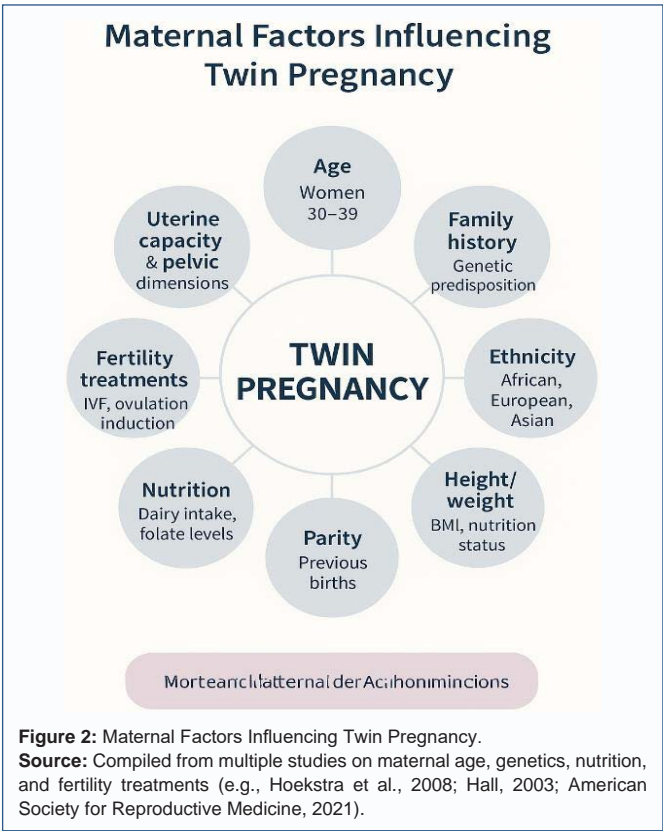 Maternal Factors Influencing
Twin Pregnancy
Age
Women
30–39
Uterine
capacity
& pelvic
dimensions
Family
history
Genetic
predisposition
Fertility
treatments
IVF, ovulation
induction
TWIN
PREGNANCY
Ethnicity
African,
European,
Asian
Nutrition
Dairy intake,
folate levels
Parity
Previous
births
Height/
weight
BMI, nutrition
status
Figure 2: Maternal Factors Influencing Twin Pregnancy.
Source: Compiled from multiple studies on maternal age, genetics, nutrition,
and fertility treatments (e.g., Hoekstra et al., 2008; Hall, 2003; American
Society for Reproductive Medicine, 2021).